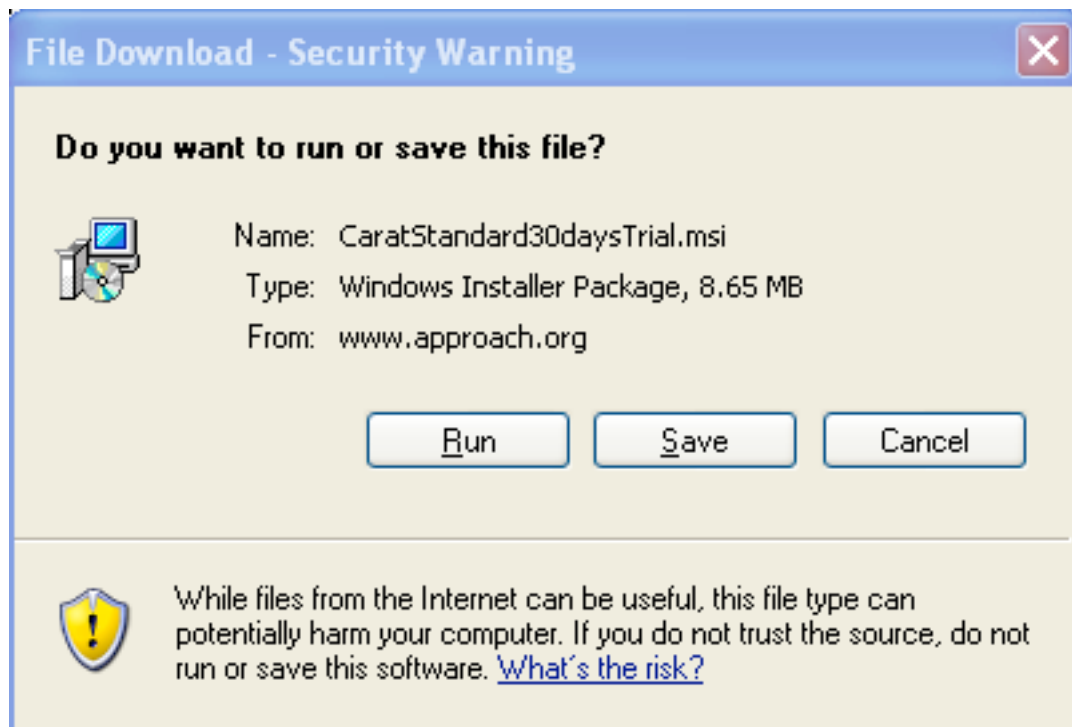 File Download - Security Warning
Do you want to run or save this file?
Name: CaratStandard30daysTrial.msi
Type: Windows Installer Package, 8.65 MB
From: www.approach.org
Run Save Cancel
While files from the Internet can be useful, this file type can
potentially harm your computer. If you do not trust the source, do not
run or save this software. What´s the risk?